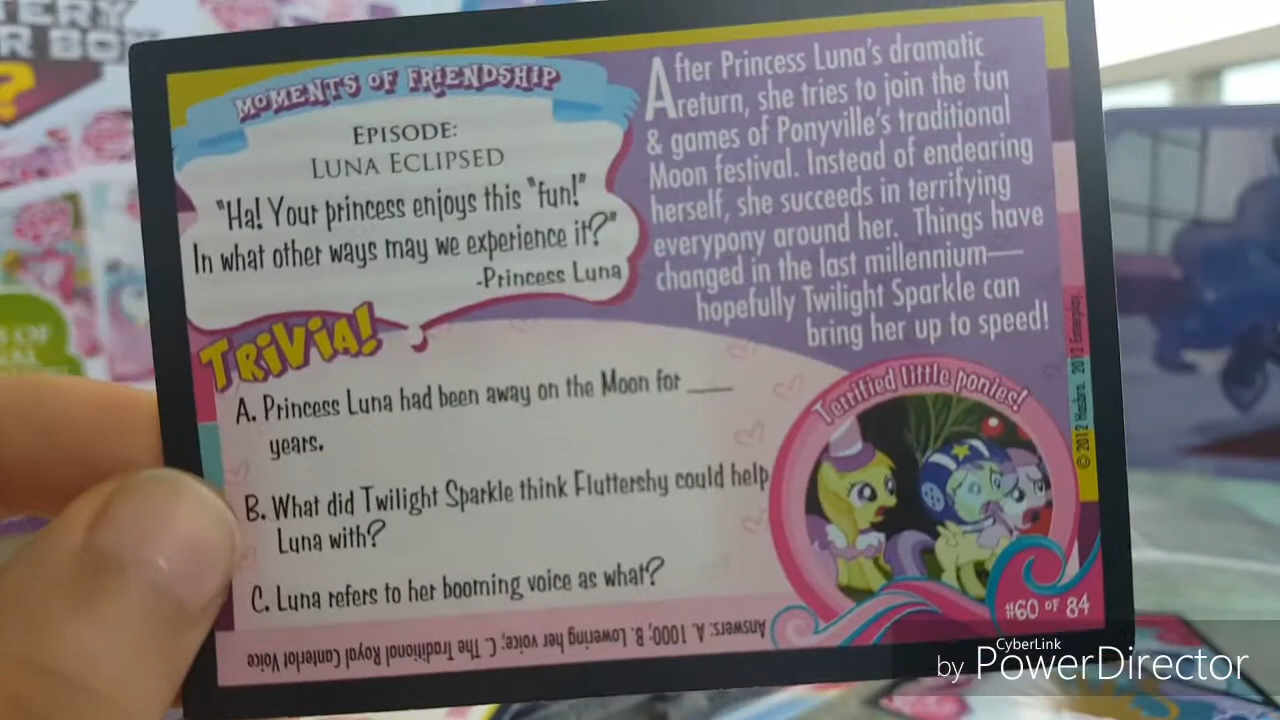 MOMENTS OF FRIENDSHIP
EPISODE:
LUNA ECLIPSED
"Ha! Your princess enjoys this "fun!"
In what other ways may we experience it?"
-Princess Luna
After Princess Luna's dramatic
return, she tries to join the fun
& games of Ponyville's traditional
Moon festival. Instead of endearing
herself, she succeeds in terrifying
everypony around her. Things have
changed in the last millennium—
hopefully Twilight Sparkle can
bring her up to speed!
TRIVIA!
A. Princess Luna had been away on the Moon for ___
years.
B. What did Twilight Sparkle think Fluttershy could help
Luna with?
C. Luna refers to her booming voice as what?
Answers: A. 1000; B. Lowering her voice; C. The Traditional Royal Canterlot Voice
Terrified little ponies!
#60 OF 84
© 2012 Hasbro. 2012 Enterplay.
CyberLink
by PowerDirector